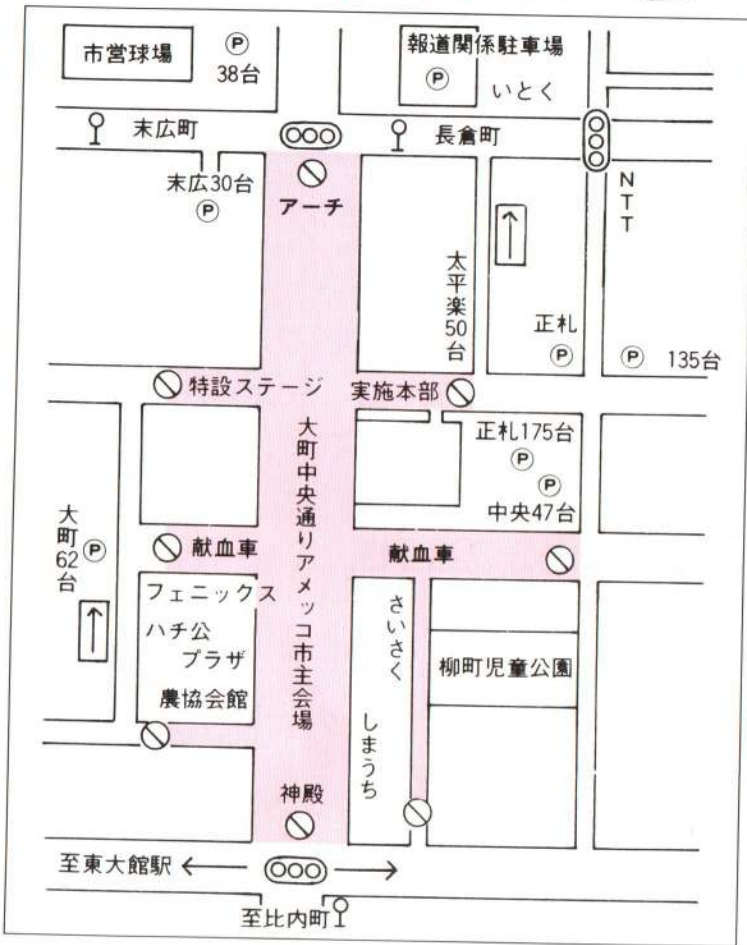 市営球場
Ⓟ
38台
報道関係駐車場
Ⓟ
いとく
末広町
長倉町
末広30台
Ⓟ
アーチ
NTT
太平楽50台
正札
Ⓟ
Ⓟ 135台
特設ステージ
実施本部
大町中央通りアメッコ市主会場
正札175台
Ⓟ
Ⓟ
中央47台
大町62台
Ⓟ
献血車
献血車
フェニックス
ハチ公
プラザ
農協会館
さいさく
しまうち
柳町児童公園
神殿
至東大館駅
至比内町